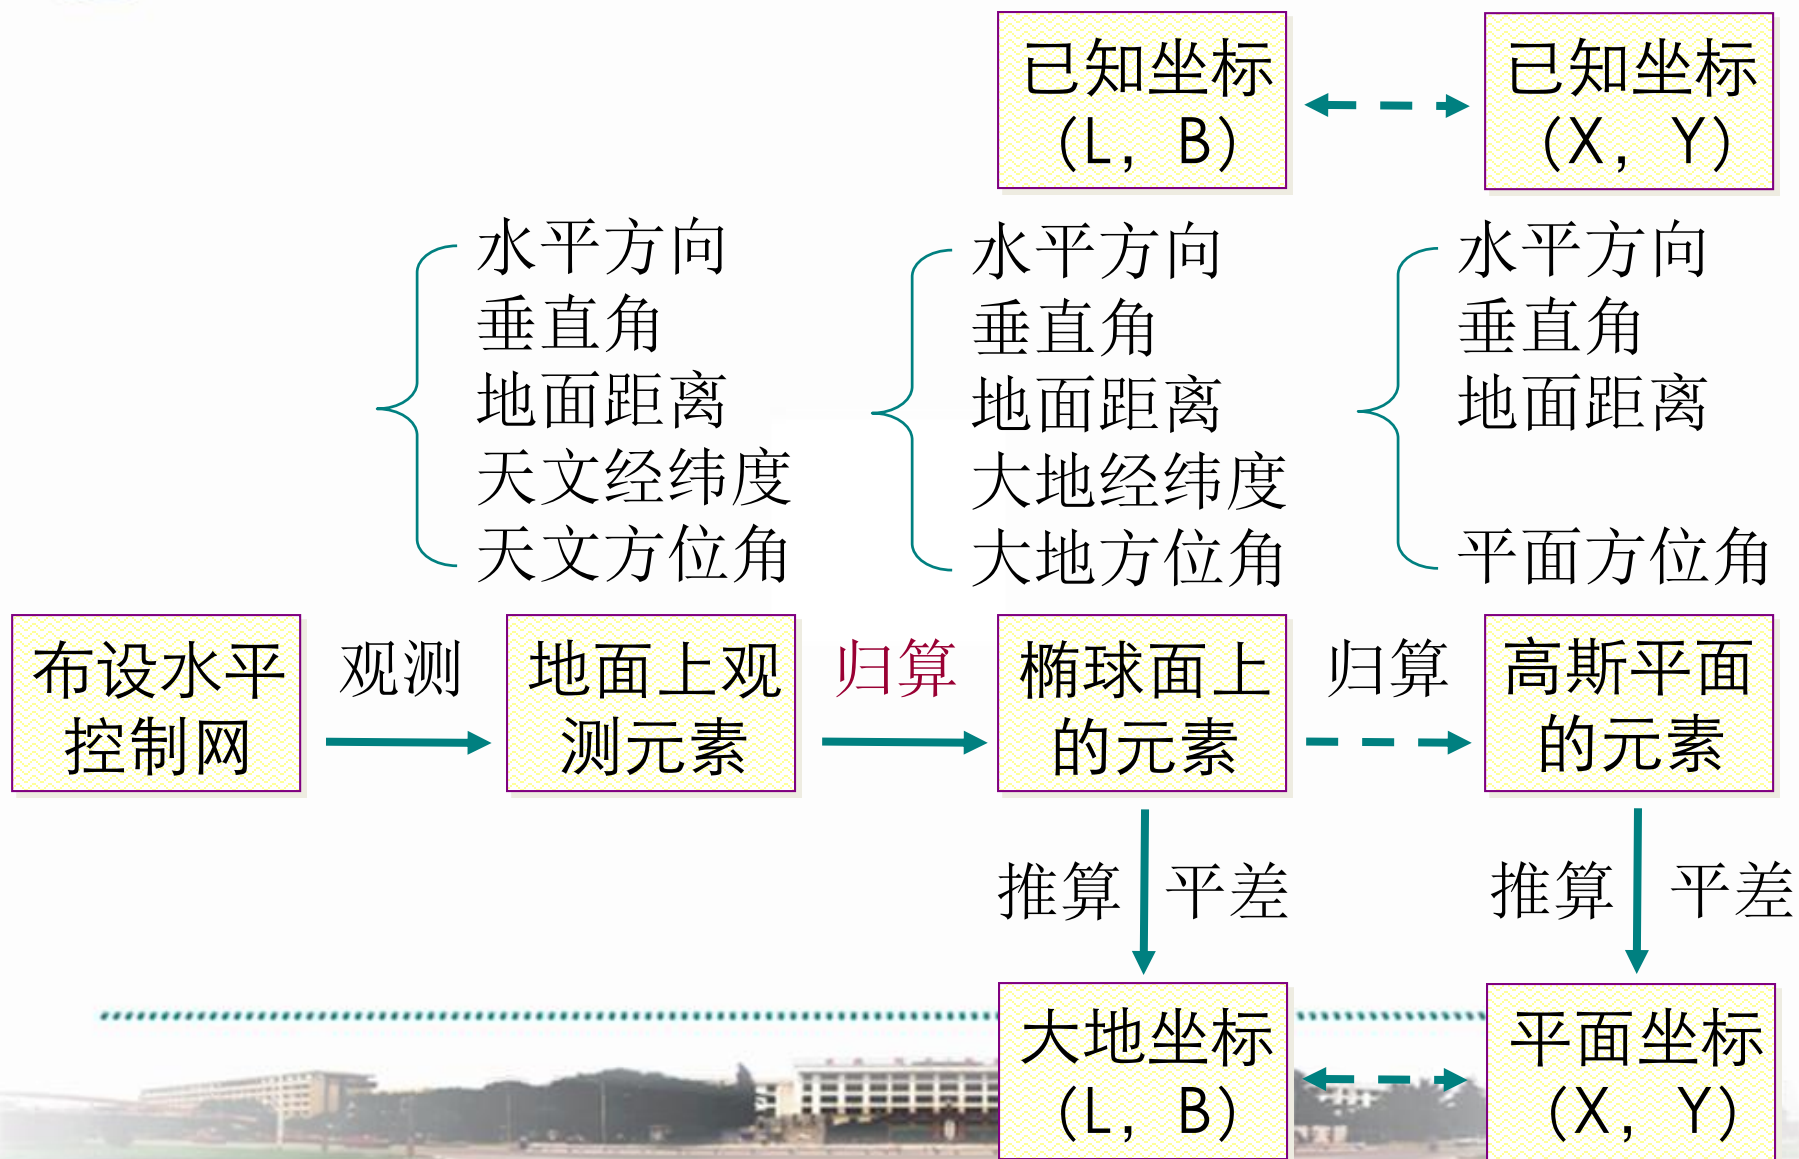 已知坐标
(L, B)
已知坐标
(X, Y)
水平方向
垂直角
地面距离
天文经纬度
天文方位角
水平方向
垂直角
地面距离
大地经纬度
大地方位角
水平方向
垂直角
地面距离
平面方位角
布设水平
控制网
观测
地面上观
测元素
归算
椭球面上
的元素
归算
高斯平面
的元素
推算
平差
推算
平差
大地坐标
(L, B)
平面坐标
(X, Y)